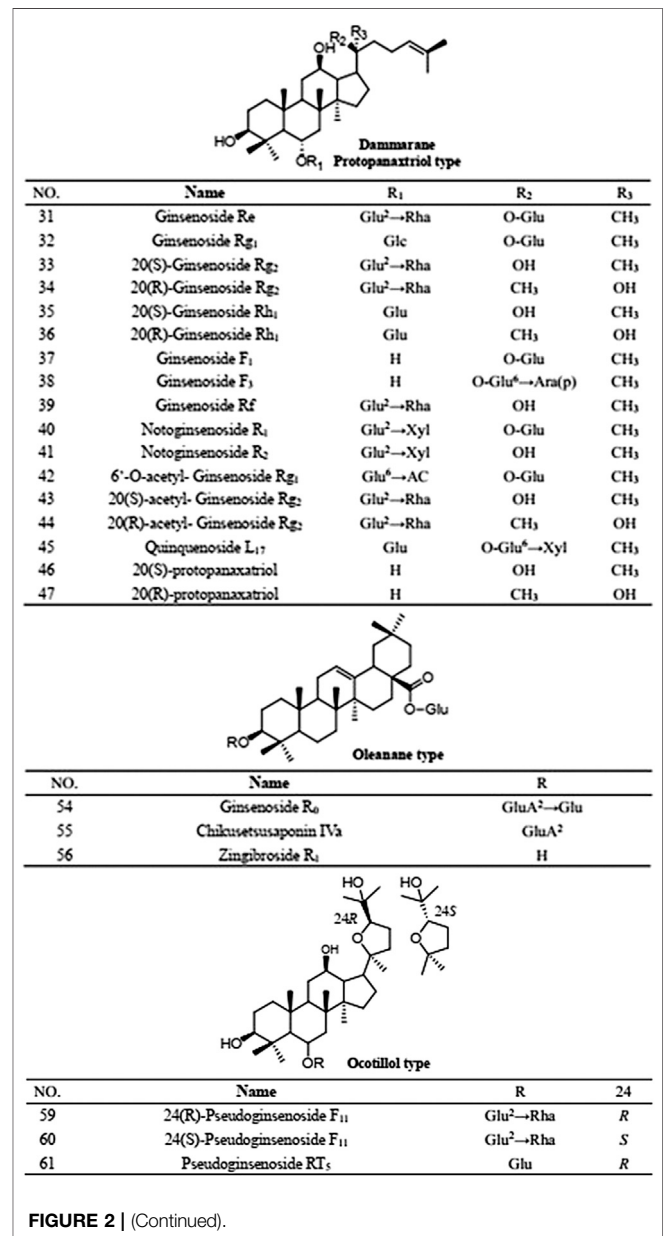 OH R₂ R₃
HO
OR₁
Dammarane
Protopanaxtriol type
NO. Name R₁ R₂ R₃
31 Ginsenoside Re Glu²→Rha O-Glu CH₃
32 Ginsenoside Rg₁ Glc O-Glu CH₃
33 20(S)-Ginsenoside Rg₂ Glu²→Rha OH CH₃
34 20(R)-Ginsenoside Rg₂ Glu²→Rha CH₃ OH
35 20(S)-Ginsenoside Rh₁ Glu OH CH₃
36 20(R)-Ginsenoside Rh₁ Glu CH₃ OH
37 Ginsenoside F₁ H O-Glu CH₃
38 Ginsenoside F₃ H O-Glu⁶→Ara(p) CH₃
39 Ginsenoside Rf Glu²→Rha OH CH₃
40 Notoginsenoside R₁ Glu²→Xyl O-Glu CH₃
41 Notoginsenoside R₂ Glu²→Xyl OH CH₃
42 6'-O-acetyl- Ginsenoside Rg₁ Glu⁶→AC O-Glu CH₃
43 20(S)-acetyl- Ginsenoside Rg₂ Glu²→Rha OH CH₃
44 20(R)-acetyl- Ginsenoside Rg₂ Glu²→Rha CH₃ OH
45 Quinquenoside L₁₇ Glu O-Glu⁶→Xyl CH₃
46 20(S)-protopanaxatriol H OH CH₃
47 20(R)-protopanaxatriol H CH₃ OH
O
O-Glu
RO
Oleanane type
NO. Name R
54 Ginsenoside R₀ GluA²→Glu
55 Chikusetsusaponin IVa GluA²
56 Zingibroside R₁ H
HO HO
24R 24S
O O
OH
HO
OR
Ocotillol type
NO. Name R 24
59 24(R)-Pseudoginsenoside F₁₁ Glu²→Rha R
60 24(S)-Pseudoginsenoside F₁₁ Glu²→Rha S
61 Pseudoginsenoside RT₅ Glu R
FIGURE 2 | (Continued).